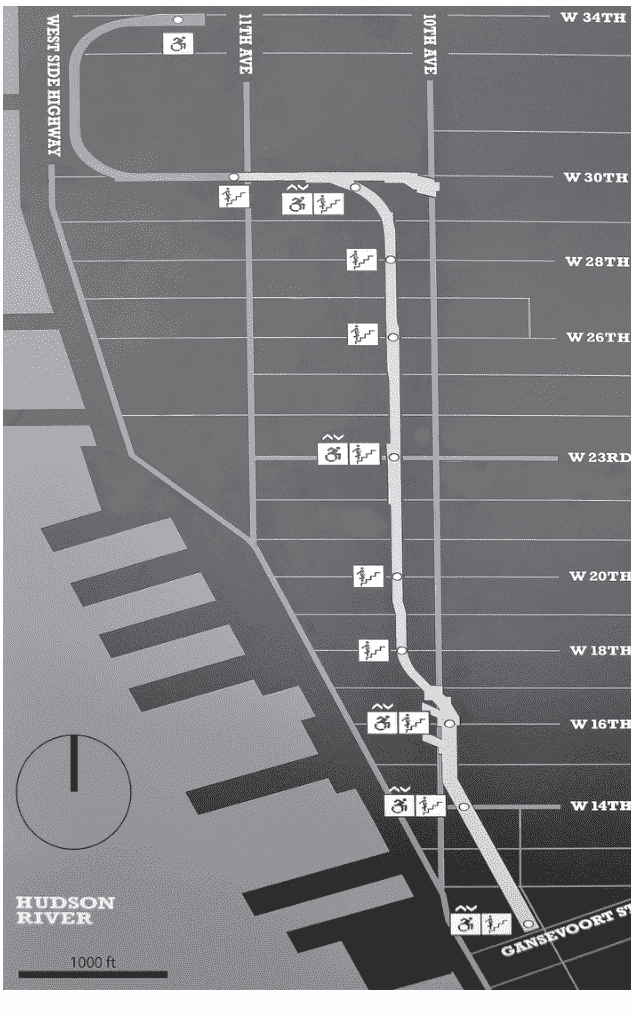 W 34TH
WEST SIDE HIGHWAY
11TH AVE
10TH AVE
W 30TH
W 28TH
W 26TH
W 23RD
W 20TH
W 18TH
W 16TH
W 14TH
HUDSON
RIVER
GANSEVOORT
1000 ft